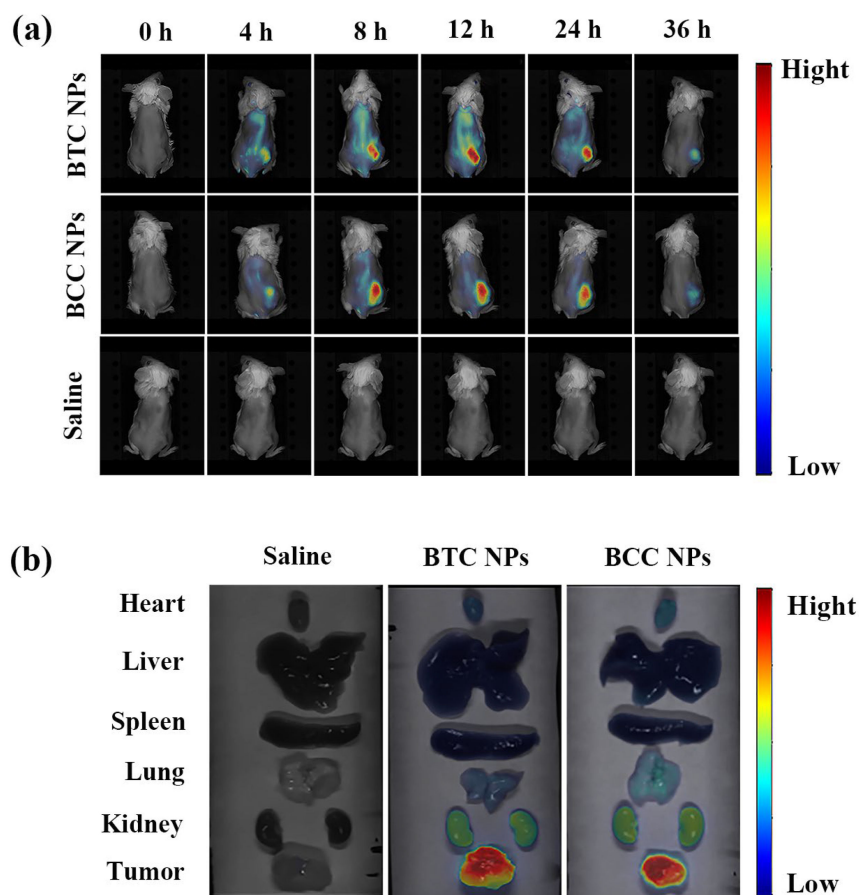 (a)
0 h 4 h 8 h 12 h 24 h 36 h
Hight
BTC NPs
BCC NPs
Saline
Low
(b)
Saline BTC NPs BCC NPs
Heart
Hight
Liver
Spleen
Lung
Kidney
Tumor
Low